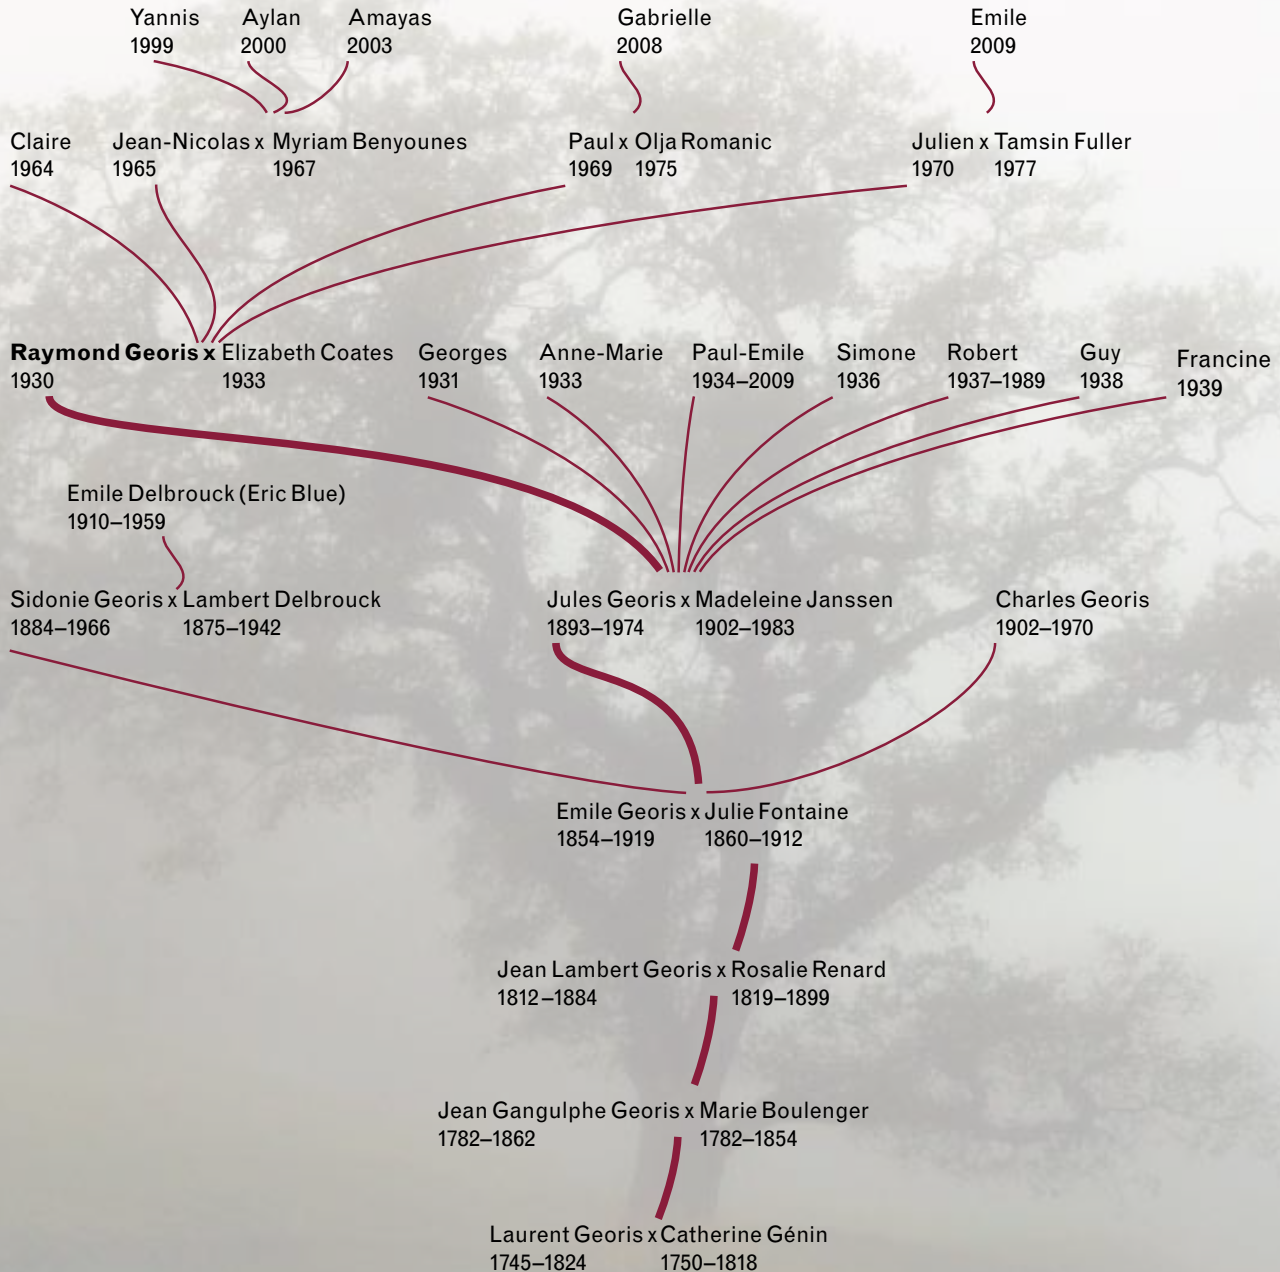 Yannis Aylan Amayas Gabrielle Emile
1999 2000 2003 2008 2009
Claire Jean-Nicolas x Myriam Benyounes Paul x Olja Romanic Julien x Tamsin Fuller
1964 1965 1967 1969 1975 1970 1977
Raymond Georis x Elizabeth Coates Georges Anne-Marie Paul-Emile Simone Robert Guy Francine
1930 1933 1931 1933 1934–2009 1936 1937–1989 1938 1939
Emile Delbrouck (Eric Blue)
1910–1959
Sidonie Georis x Lambert Delbrouck Jules Georis x Madeleine Janssen Charles Georis
1884–1966 1875–1942 1893–1974 1902–1983 1902–1970
Emile Georis x Julie Fontaine
1854–1919 1860–1912
Jean Lambert Georis x Rosalie Renard
1812–1884 1819–1899
Jean Gangulphe Georis x Marie Boulenger
1782–1862 1782–1854
Laurent Georis x Catherine Génin
1745–1824 1750–1818